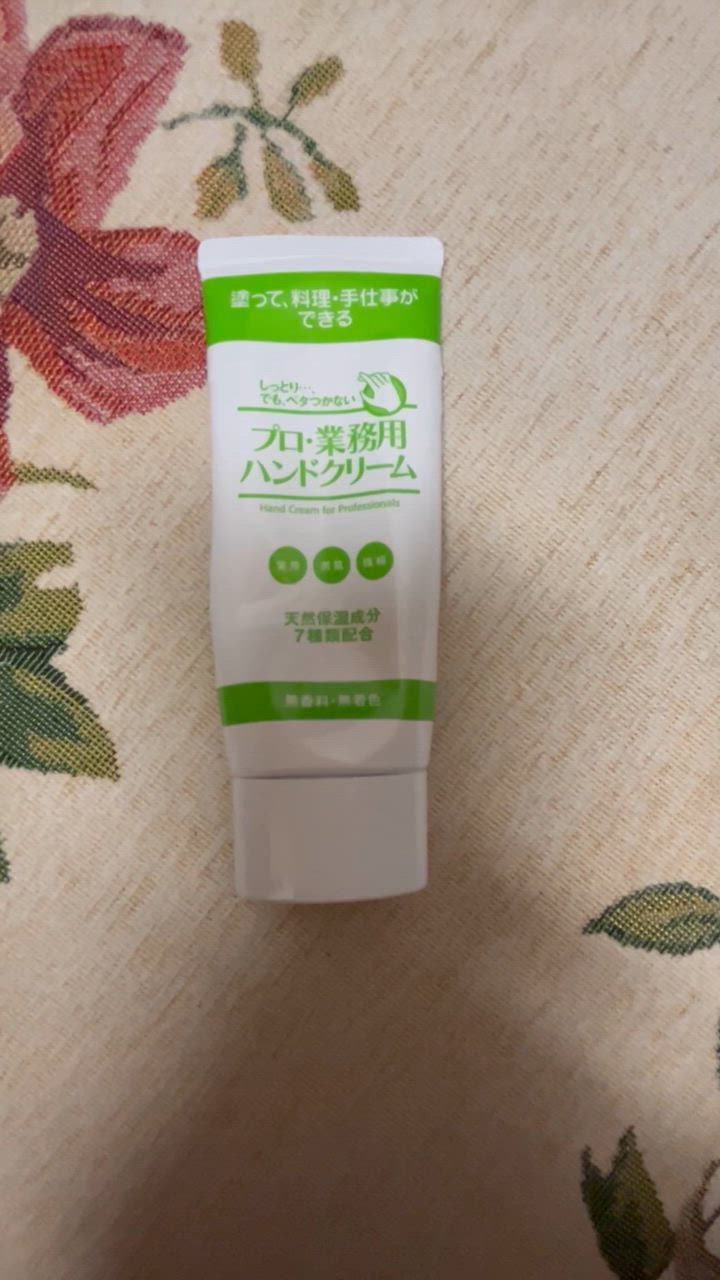 塗って、料理・手仕事が
できる
しっとり…、
でも、ベタつかない
プロ・業務用
ハンドクリーム
Hand Cream for Professionals
天然保湿成分
7種類配合
無香料・無着色